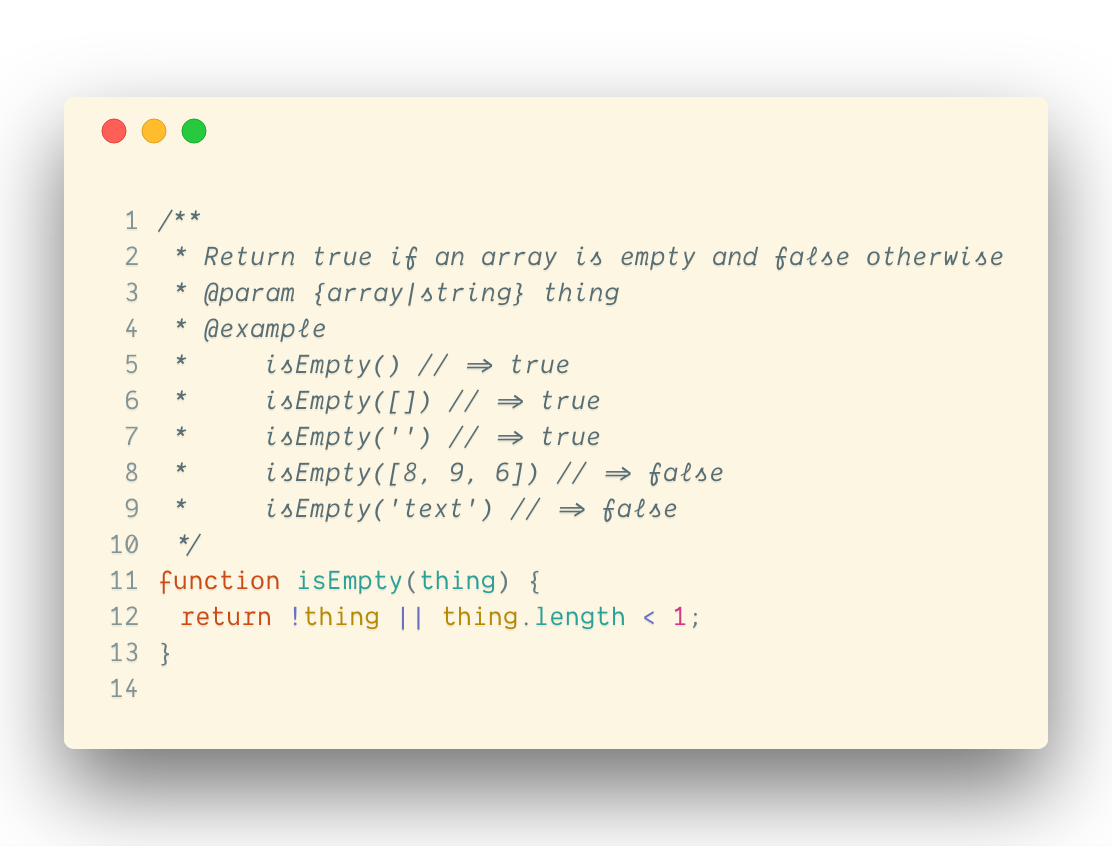 1 /**
2  * Return true if an array is empty and false otherwise
3  * @param {array|string} thing
4  * @example
5  *     isEmpty() // => true
6  *     isEmpty([]) // => true
7  *     isEmpty('') // => true
8  *     isEmpty([8, 9, 6]) // => false
9  *     isEmpty('text') // => false
10  */
11 function isEmpty(thing) {
12  return !thing || thing.length < 1;
13 }
14